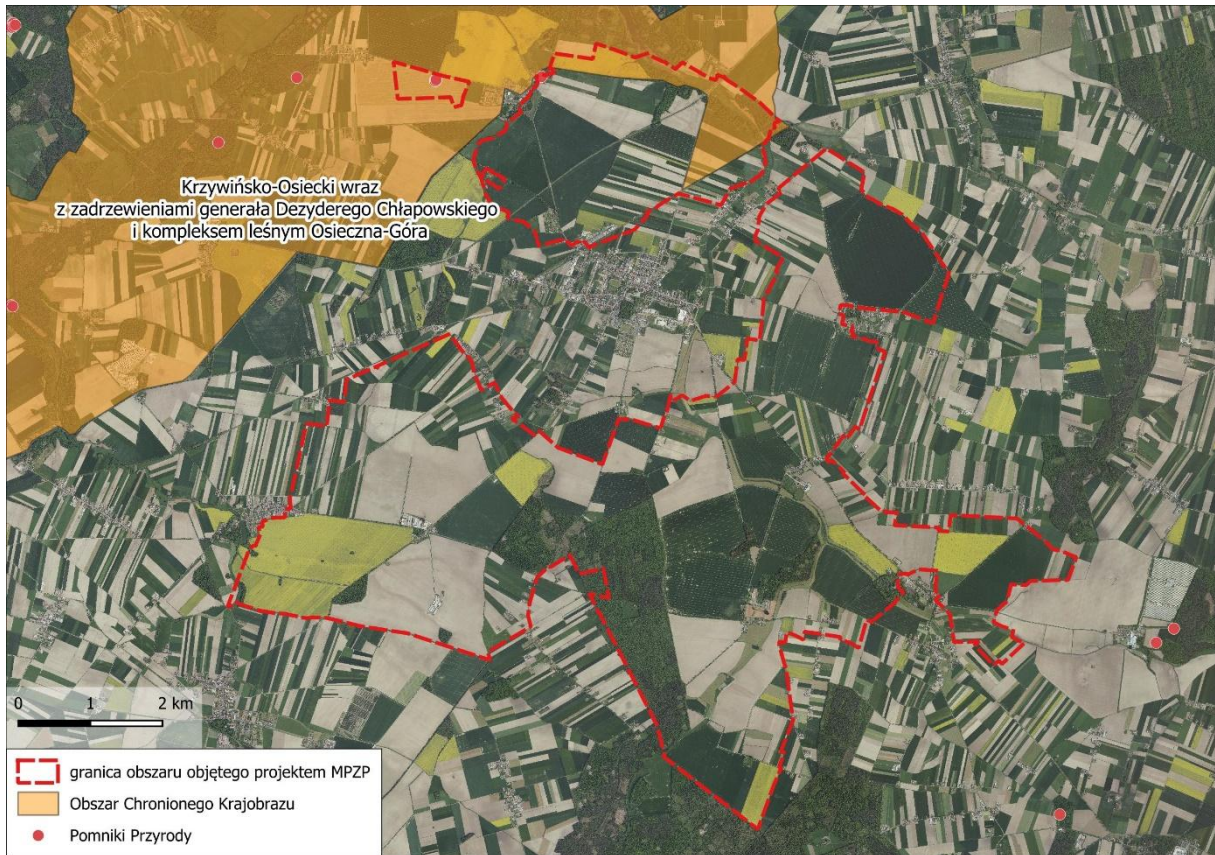 Krzywińsko-Osiecki wraz
z zadrzewieniami generała Dezyderego Chłapowskiego
i kompleksem leśnym Osieczna-Góra
0 1 2 km
granica obszaru objętego projektem MPZP
Obszar Chronionego Krajobrazu
Pomniki Przyrody